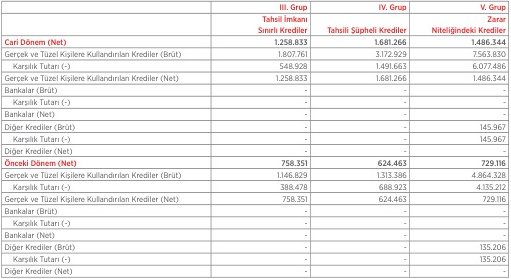 III. Grup IV. Grup V. Grup
Tahsil İmkanı Zarar
Sınırlı Krediler Tahsili Şüpheli Krediler Niteliğindeki Krediler
Cari Dönem (Net) 1.258.833 1.681.266 1.486.344
Gerçek ve Tüzel Kişilere Kullandırılan Krediler (Brüt) 1.807.761 3.172.929 7.563.830
Karşılık Tutarı (-) 548.928 1.491.663 6.077.486
Gerçek ve Tüzel Kişilere Kullandırılan Krediler (Net) 1.258.833 1.681.266 1.486.344
Bankalar (Brüt) - - -
Karşılık Tutarı (-) - - -
Bankalar (Net) - - -
Diğer Krediler (Brüt) - - 145.967
Karşılık Tutarı (-) - - 145.967
Diğer Krediler (Net) - - -
Önceki Dönem (Net) 758.351 624.463 729.116
Gerçek ve Tüzel Kişilere Kullandırılan Krediler (Brüt) 1.146.829 1.313.386 4.864.328
Karşılık Tutarı (-) 388.478 688.923 4.135.212
Gerçek ve Tüzel Kişilere Kullandırılan Krediler (Net) 758.351 624.463 729.116
Bankalar (Brüt) - - -
Karşılık Tutarı (-) - - -
Bankalar (Net) - - -
Diğer Krediler (Brüt) - - 135.206
Karşılık Tutarı (-) - - 135.206
Diğer Krediler (Net) - - -